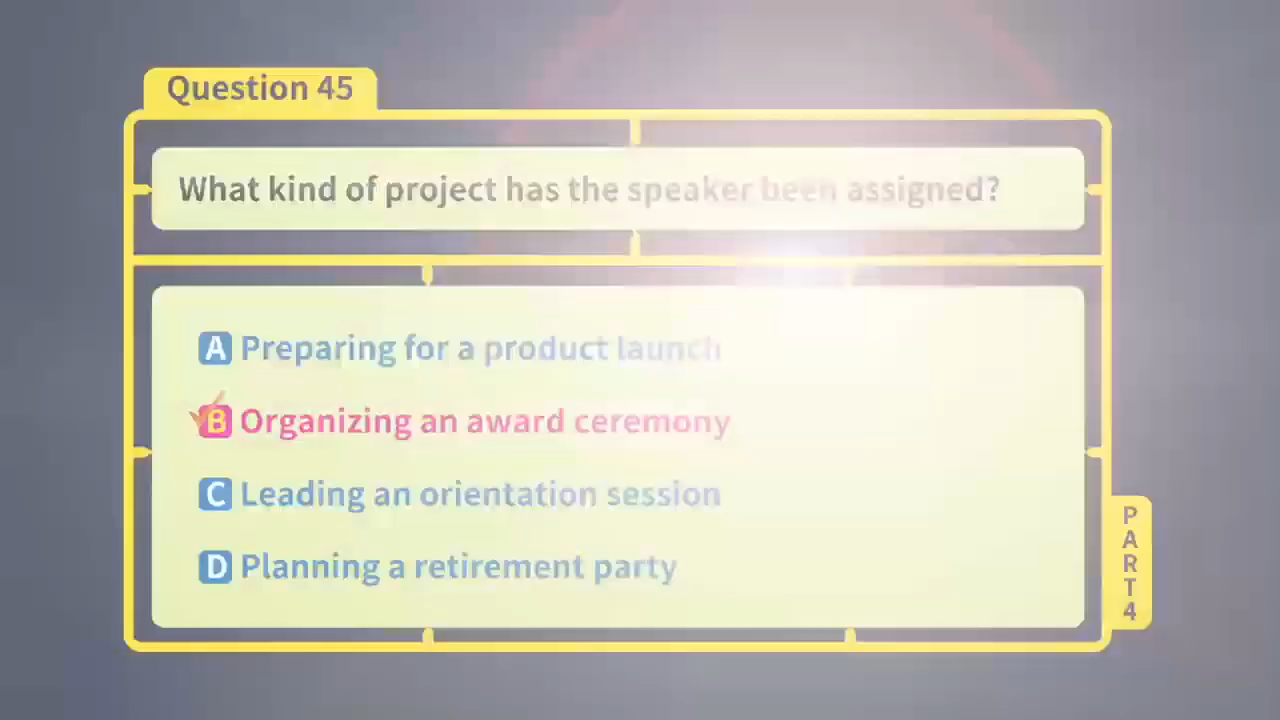 Question 45
What kind of project has the speaker been assigned?
A Preparing for a product launch
B Organizing an award ceremony
C Leading an orientation session
D Planning a retirement party
PART4